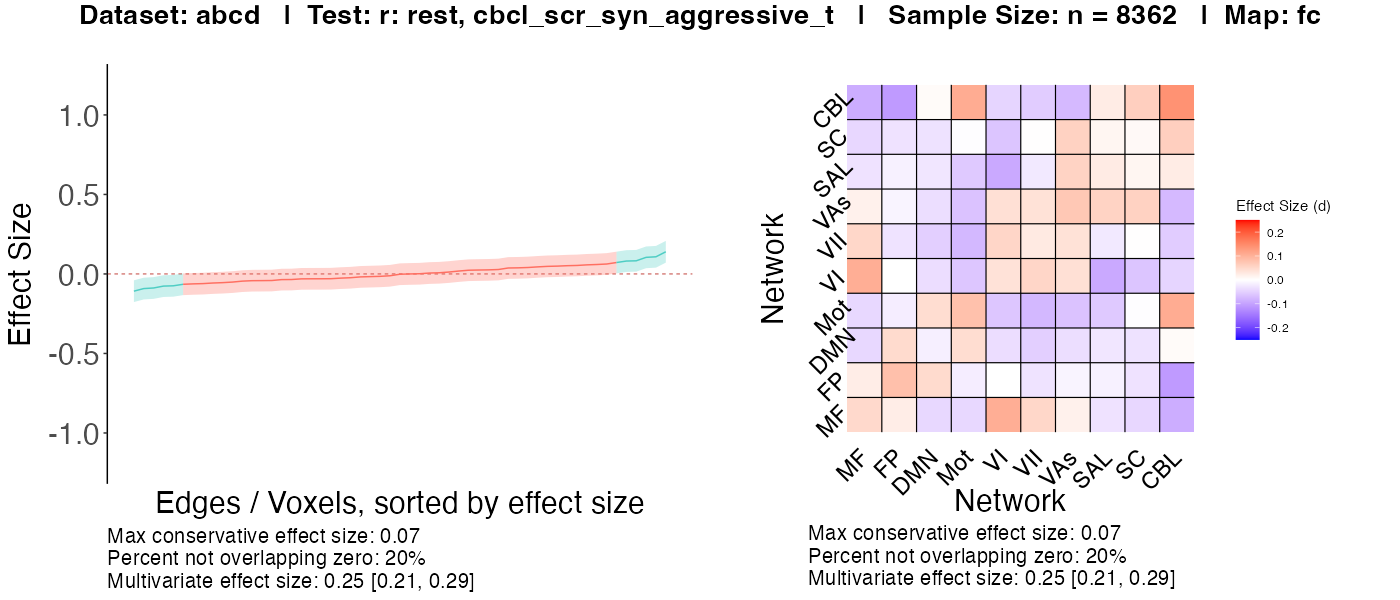 Dataset: abcd | Test: r: rest, cbcl_scr_syn_aggressive_t | Sample Size: n = 8362 | Map: fc
Effect Size
1.0
0.5
0.0
-0.5
-1.0
Edges / Voxels, sorted by effect size
Max conservative effect size: 0.07
Percent not overlapping zero: 20%
Multivariate effect size: 0.25 [0.21, 0.29]
Network
CBL
SC
SAL
VAs
VII
VI
Mot
DMN
FP
MF
MF
FP
DMN
Mot
VI
VII
VAs
SAL
SC
CBL
Network
Max conservative effect size: 0.07
Percent not overlapping zero: 20%
Multivariate effect size: 0.25 [0.21, 0.29]
Effect Size (d)
0.2
0.1
0.0
-0.1
-0.2